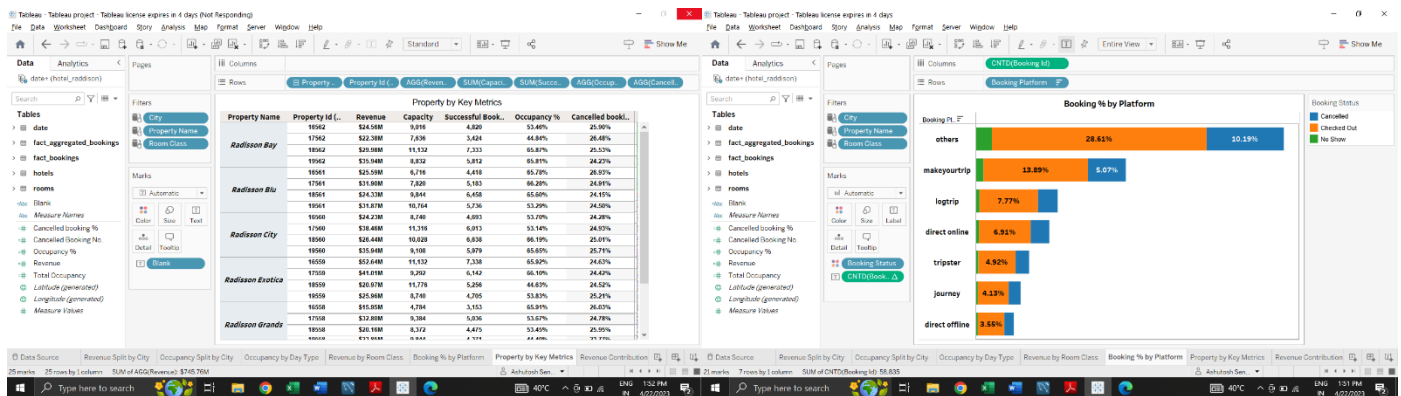 Tableau - Tableau project - Tableau license expires in 4 days (Not Responding)
File Data Worksheet Dashboard Story Analysis Map Format Server Window Help
Standard
Show Me
Data Analytics
date+ (hotel_raddison)
Search
Tables
date
fact_aggregated_bookings
fact_bookings
hotels
rooms
Abc Blank
Abc Measure Names
Cancelled booking %
Cancelled Booking No
Occupancy %
Revenue
Total Occupancy
Latitude (generated)
Longitude (generated)
Measure Values
Pages
Filters
City
Property Name
Room Class
Marks
Automatic
Color Size Text
Detail Tooltip
Blank
Columns
Rows
Property .. Property Id (.. AGG(Reven.. SUM(Capaci.. SUM(Succe.. AGG(Occup.. AGG(Cancell..
Property by Key Metrics
Property Name Property Id (.. Revenue Capacity Successful Book.. Occupancy % Cancelled booki..
Radisson Bay
16562 $24.56M 9,016 4,820 53.46% 25.90%
17562 $22.38M 7,636 3,424 44.84% 26.48%
18562 $29.98M 11,132 7,333 65.87% 25.53%
19562 $35.94M 8,832 5,812 65.81% 24.23%
Radisson Blu
16561 $25.59M 6,716 4,418 65.78% 26.93%
17561 $31.90M 7,820 5,183 66.28% 24.91%
18561 $24.33M 9,844 6,458 65.60% 24.15%
19561 $31.87M 10,764 5,736 53.29% 24.50%
Radisson City
16560 $24.23M 8,740 4,693 53.70% 24.28%
17560 $38.46M 11,316 6,013 53.14% 24.93%
18560 $26.44M 10,028 6,638 66.19% 25.01%
19560 $35.94M 9,108 5,979 65.65% 25.71%
Radisson Exotica
16559 $52.64M 11,132 7,338 65.92% 24.63%
17559 $41.01M 9,292 6,142 66.10% 24.42%
18559 $20.97M 11,776 5,256 44.63% 24.52%
19559 $25.96M 8,740 4,705 53.83% 25.21%
Radisson Grands
16558 $15.95M 4,784 3,153 65.91% 26.03%
17558 $32.80M 9,384 5,036 53.67% 24.78%
18558 $20.16M 8,372 4,475 53.45% 25.95%
Data Source Revenue Split by City Occupancy Split by City Occupancy by Day Type Revenue by Room Class Booking % by Platform Property by Key Metrics Revenue Contribution
25 marks 25 rows by 1 column SUM of AGG(Revenue): $745.76M
Ashutosh Sen..
Type here to search
40°C
ENG
IN
1:52 PM
4/22/2023
Tableau - Tableau project - Tableau license expires in 4 days
File Data Worksheet Dashboard Story Analysis Map Format Server Window Help
Entire View
Show Me
Data Analytics
date+ (hotel_raddison)
Search
Tables
date
fact_aggregated_bookings
fact_bookings
hotels
rooms
Abc Blank
Abc Measure Names
Cancelled booking %
Cancelled Booking No
Occupancy %
Revenue
Total Occupancy
Latitude (generated)
Longitude (generated)
Measure Values
Pages
Filters
City
Property Name
Room Class
Marks
Automatic
Color Size Label
Detail Tooltip
Booking Status
CNTD(Book..
Columns CNTD(Booking Id)
Rows Booking Platform
Booking % by Platform
Booking Pl..
others 28.61% 10.19%
makeyourtrip 13.89% 5.07%
logtrip 7.77%
direct online 6.91%
tripster 4.92%
journey 4.13%
direct offline 3.55%
Booking Status
Cancelled
Checked Out
No Show
Data Source Revenue Split by City Occupancy Split by City Occupancy by Day Type Revenue by Room Class Booking % by Platform Property by Key Metrics Revenue Contribution
21 marks 7 rows by 1 column SUM of CNTD(Booking Id): 58,835
Ashutosh Sen..
Type here to search
40°C
ENG
IN
1:51 PM
4/22/2023